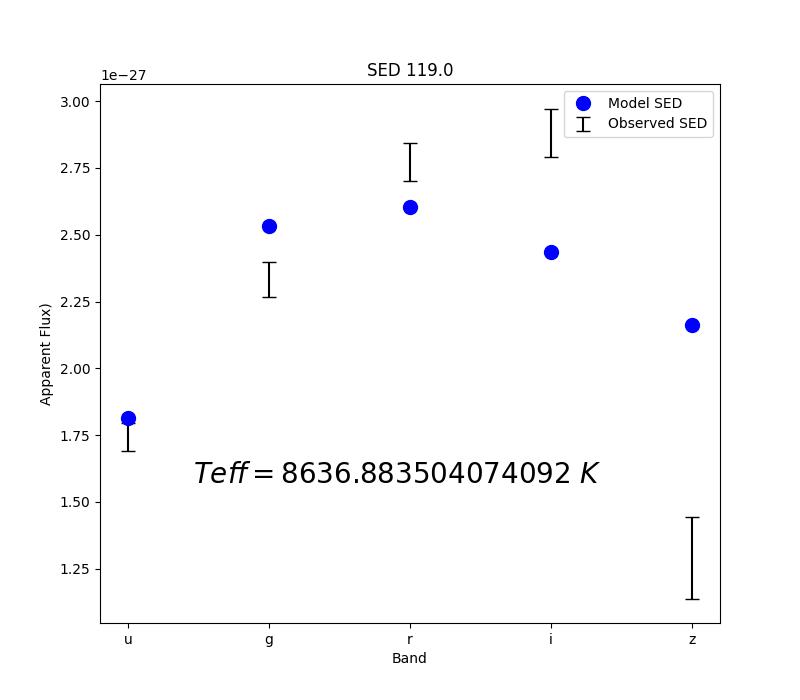 SED 119.0
1e−27
Model SED
Observed SED
3.00
2.75
2.50
2.25
2.00
1.75
1.50
1.25
Apparent Flux)
Teff = 8636.883504074092 K
u g r i z
Band